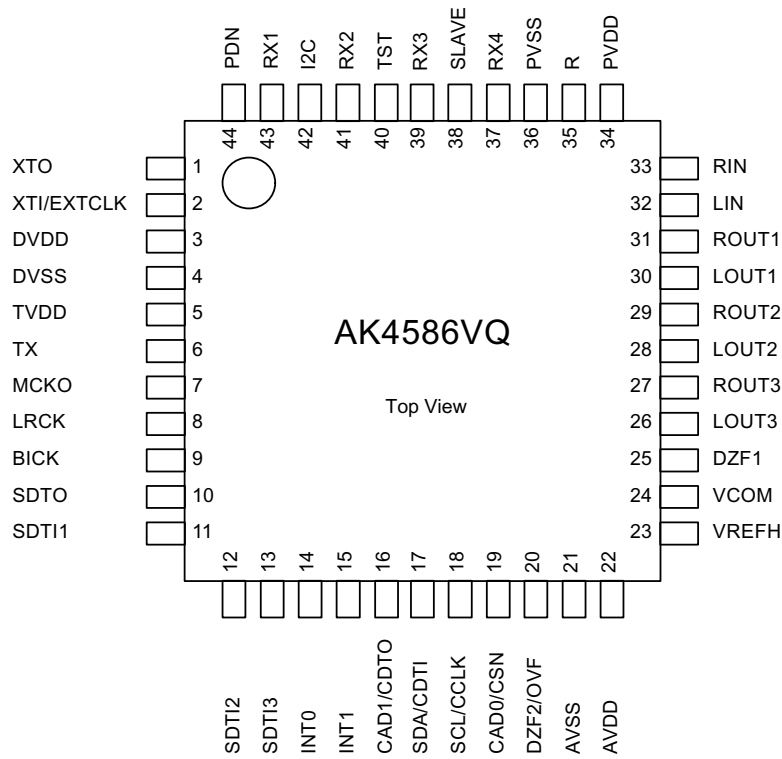 PDN
RX1
I2C
RX2
TST
RX3
SLAVE
RX4
PVSS
R
PVDD
44
43
42
41
40
39
38
37
36
35
34
XTO 1
XTI/EXTCLK 2
DVDD 3
DVSS 4
TVDD 5
TX 6
MCKO 7
LRCK 8
BICK 9
SDTO 10
SDTI1 11
AK4586VQ
Top View
33 RIN
32 LIN
31 ROUT1
30 LOUT1
29 ROUT2
28 LOUT2
27 ROUT3
26 LOUT3
25 DZF1
24 VCOM
23 VREFH
12
13
14
15
16
17
18
19
20
21
22
SDTI2
SDTI3
INT0
INT1
CAD1/CDTO
SDA/CDTI
SCL/CCLK
CAD0/CSN
DZF2/OVF
AVSS
AVDD